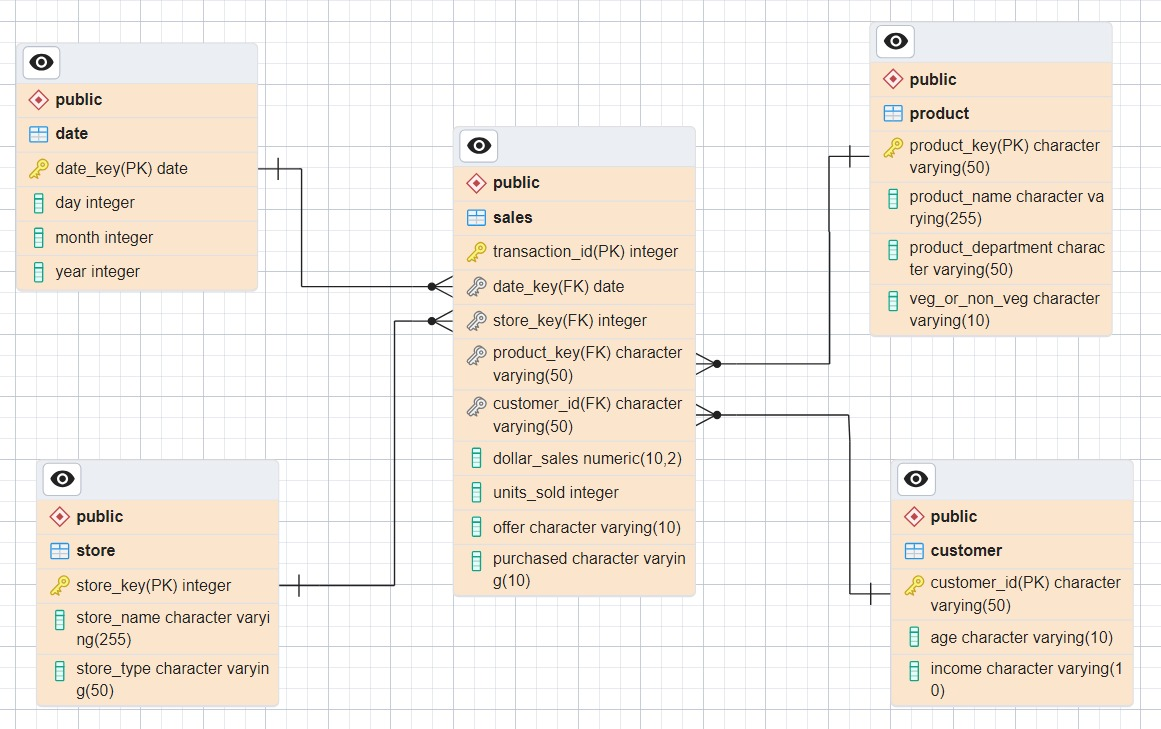 public
date
date_key(PK) date
day integer
month integer
year integer
public
store
store_key(PK) integer
store_name character varyi
ng(255)
store_type character varyin
g(50)
public
sales
transaction_id(PK) integer
date_key(FK) date
store_key(FK) integer
product_key(FK) character
varying(50)
customer_id(FK) character
varying(50)
dollar_sales numeric(10,2)
units_sold integer
offer character varying(10)
purchased character varyin
g(10)
public
product
product_key(PK) character
varying(50)
product_name character va
rying(255)
product_department charac
ter varying(50)
veg_or_non_veg character
varying(10)
public
customer
customer_id(PK) character
varying(50)
age character varying(10)
income character varying(1
0)